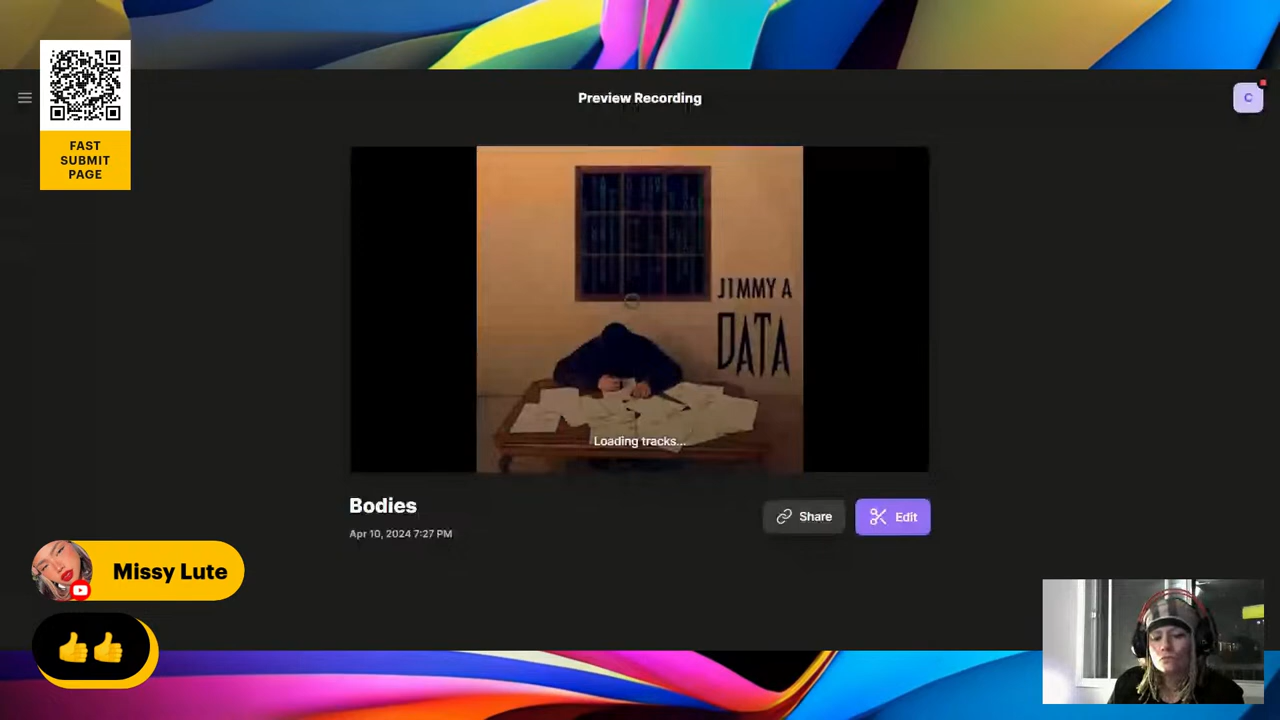 Preview Recording
C
FAST
SUBMIT
PAGE
JIMMY A
DATA
Loading tracks...
Bodies
Share
Edit
Apr 10, 2024 7:27 PM
Missy Lute